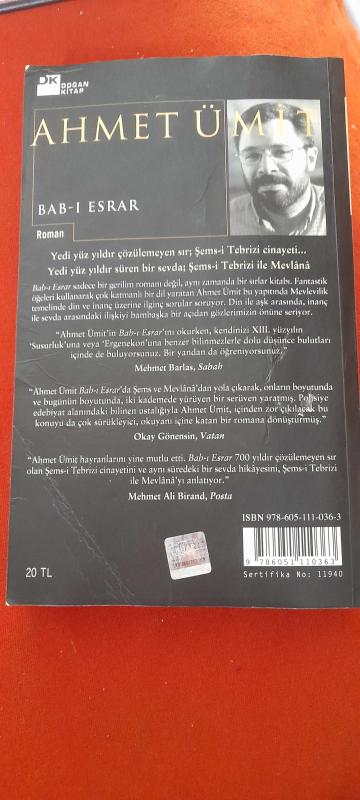 DK
DOĞAN
KİTAP
AHMET ÜMİT
BAB-I ESRAR
Roman
Yedi yüz yıldır çözülemeyen sır; Şems-i Tebrizi cinayeti...
Yedi yüz yıldır süren bir sevda; Şems-i Tebrizi ile Mevlânâ
Bab-ı Esrar sadece bir gerilim romanı değil, aynı zamanda bir sırlar kitabı. Fantastik
öğeleri kullanarak çok katmanlı bir dil yaratan Ahmet Ümit bu yapıtında Mevlevilik
temelinde din ve inanç üzerine ilginç sorular soruyor. Din ile aşk arasında, inanç
ile sevda arasındaki ilişkiyi bambaşka bir açıdan gözlerimizin önüne seriyor.
"Ahmet Ümit'in Bab-ı Esrar'ını okurken, kendinizi XIII. yüzyılın
'Susurluk'una veya 'Ergenekon'una benzer bilinmezlerle dolu düşünce bulutları
içinde de buluyorsunuz. Bir yandan da öğreniyorsunuz."
Mehmet Barlas, Sabah
"Ahmet Ümit Bab-ı Esrar'da Şems ve Mevlânâ'dan yola çıkarak, onların boyutunda
ve bugünün boyutunda, iki kademede yürüyen bir serüven yaratmış. Polisiye
edebiyat alanındaki bilinen ustalığıyla Ahmet Ümit, içinden zor çıkılacak bu
konuyu da çok sürükleyici, okuyanı içine katan bir romana dönüştürmüş."
Okay Gönensin, Vatan
"Ahmet Ümit hayranlarını yine mutlu etti. Bab-ı Esrar 700 yıldır çözülemeyen sır
olan Şems-i Tebrizi cinayetini ve aynı süredeki bir sevda hikâyesini, Şems-i Tebrizi
ile Mevlânâ'yı anlatıyor."
Mehmet Ali Birand, Posta
ISBN 978-605-111-036-3
9 786051 110363
Sertifika No: 11940
20 TL